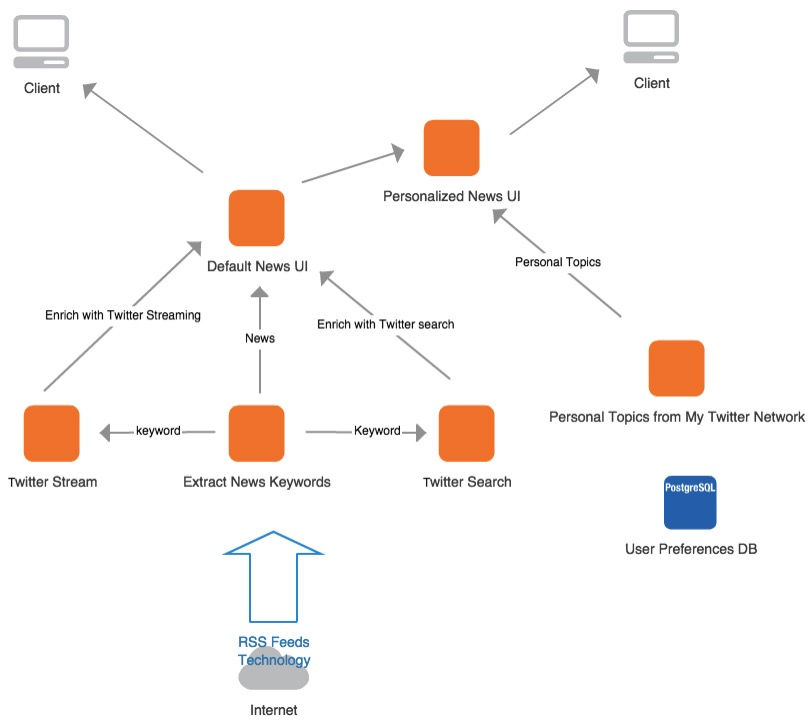 Client
Client
Personalized News UI
Default News UI
Personal Topics
Enrich with Twitter Streaming
Enrich with Twitter search
News
Personal Topics from My Twitter Network
keyword
Keyword
Twitter Stream
Extract News Keywords
Twitter Search
PostgreSQL
User Preferences DB
RSS Feeds
Technology
Internet